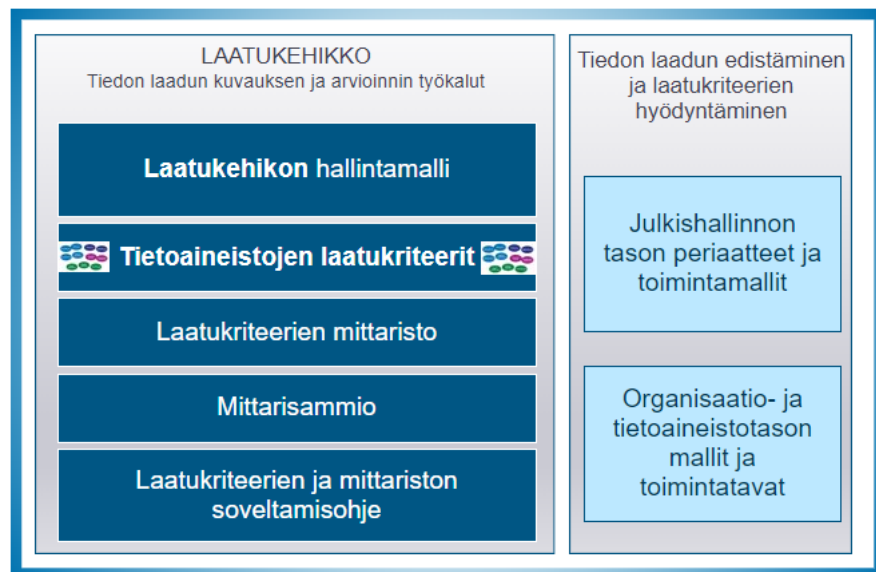 LAATUKEHIKKO
Tiedon laadun kuvauksen ja arvioinnin työkalut
Laatukehikon hallintamalli
Tietoaineistojen laatukriteerit
Laatukriteerien mittaristo
Mittarisammio
Laatukriteerien ja mittariston
soveltamisohje
Tiedon laadun edistäminen
ja laatukriteerien
hyödyntäminen
Julkishallinnon
tason periaatteet ja
toimintamallit
Organisaatio- ja
tietoaineistotason
mallit ja
toimintatavat